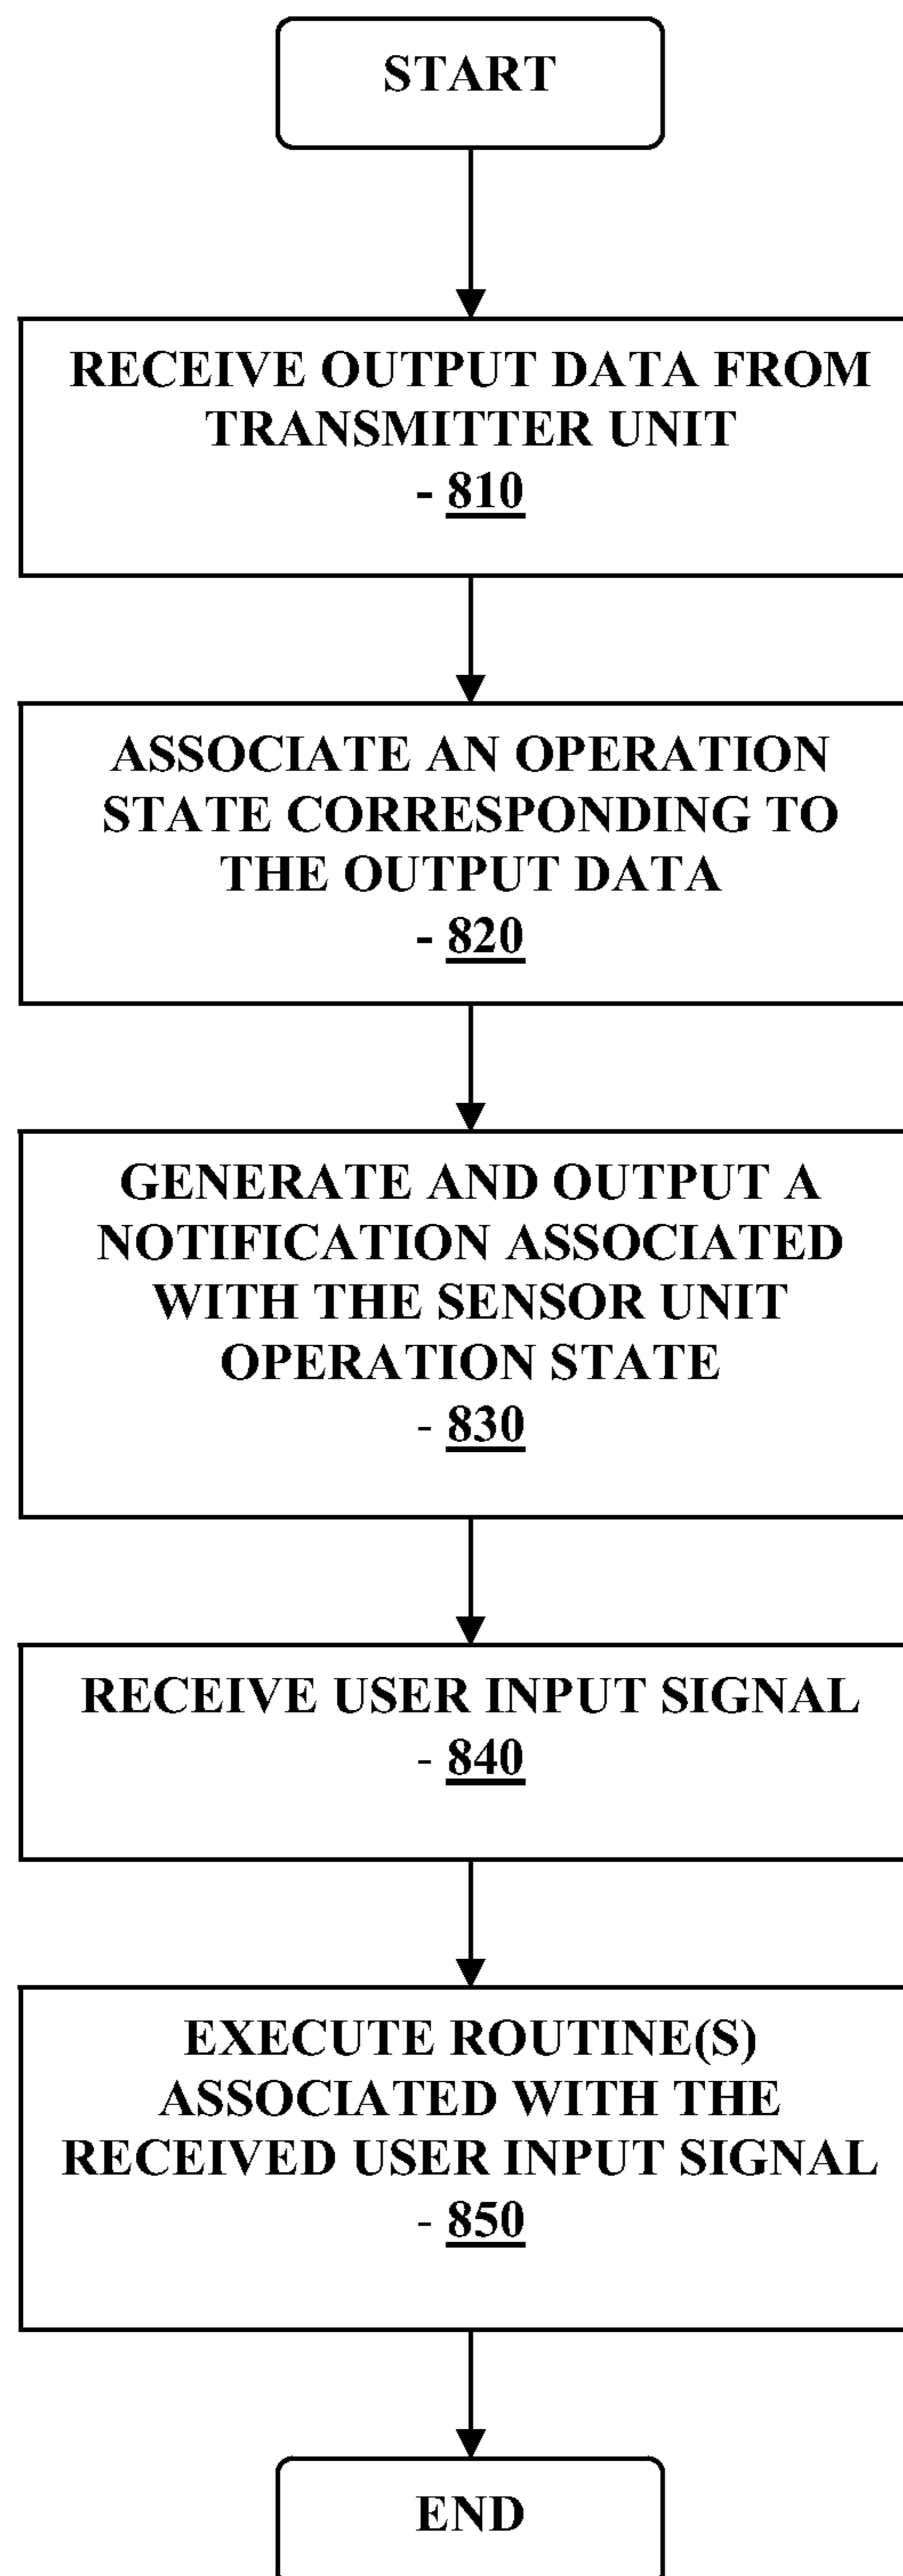 START
RECEIVE OUTPUT DATA FROM
TRANSMITTER UNIT
- 810
ASSOCIATE AN OPERATION
STATE CORRESPONDING TO
THE OUTPUT DATA
- 820
GENERATE AND OUTPUT A
NOTIFICATION ASSOCIATED
WITH THE SENSOR UNIT
OPERATION STATE
- 830
RECEIVE USER INPUT SIGNAL
- 840
EXECUTE ROUTINE(S)
ASSOCIATED WITH THE
RECEIVED USER INPUT SIGNAL
- 850
END